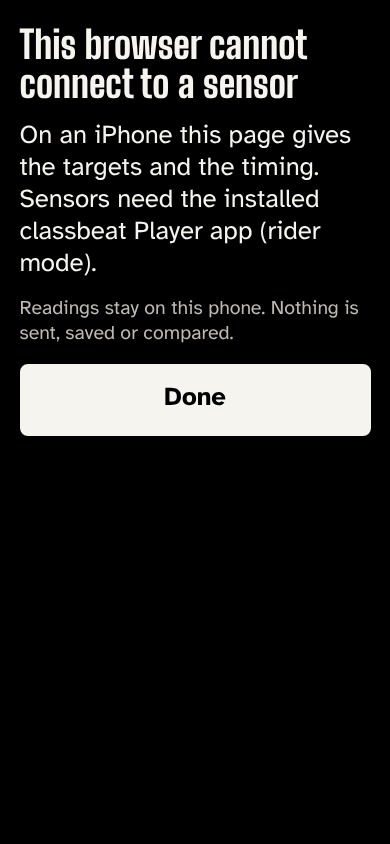 This browser cannot
connect to a sensor
On an iPhone this page gives
the targets and the timing.
Sensors need the installed
classbeat Player app (rider
mode).
Readings stay on this phone. Nothing is
sent, saved or compared.
Done